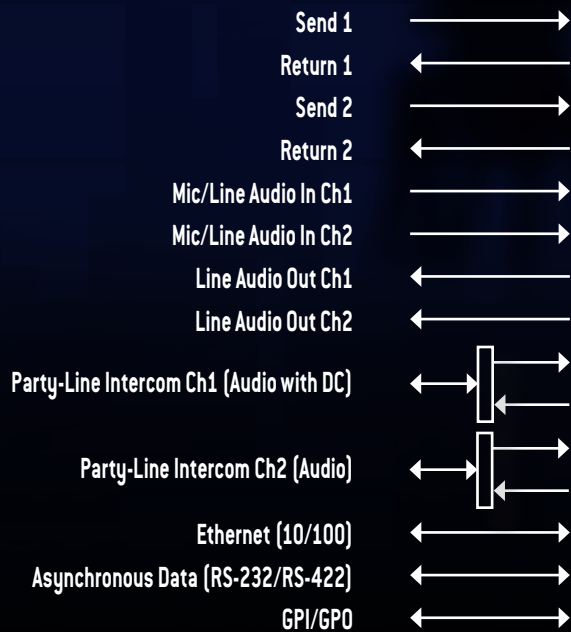 Send 1
Return 1
Send 2
Return 2
Mic/Line Audio In Ch1
Mic/Line Audio In Ch2
Line Audio Out Ch1
Line Audio Out Ch2
Party-Line Intercom Ch1 (Audio with DC)
Party-Line Intercom Ch2 (Audio)
Ethernet (10/100)
Asynchronous Data (RS-232/RS-422)
GPI/GPO